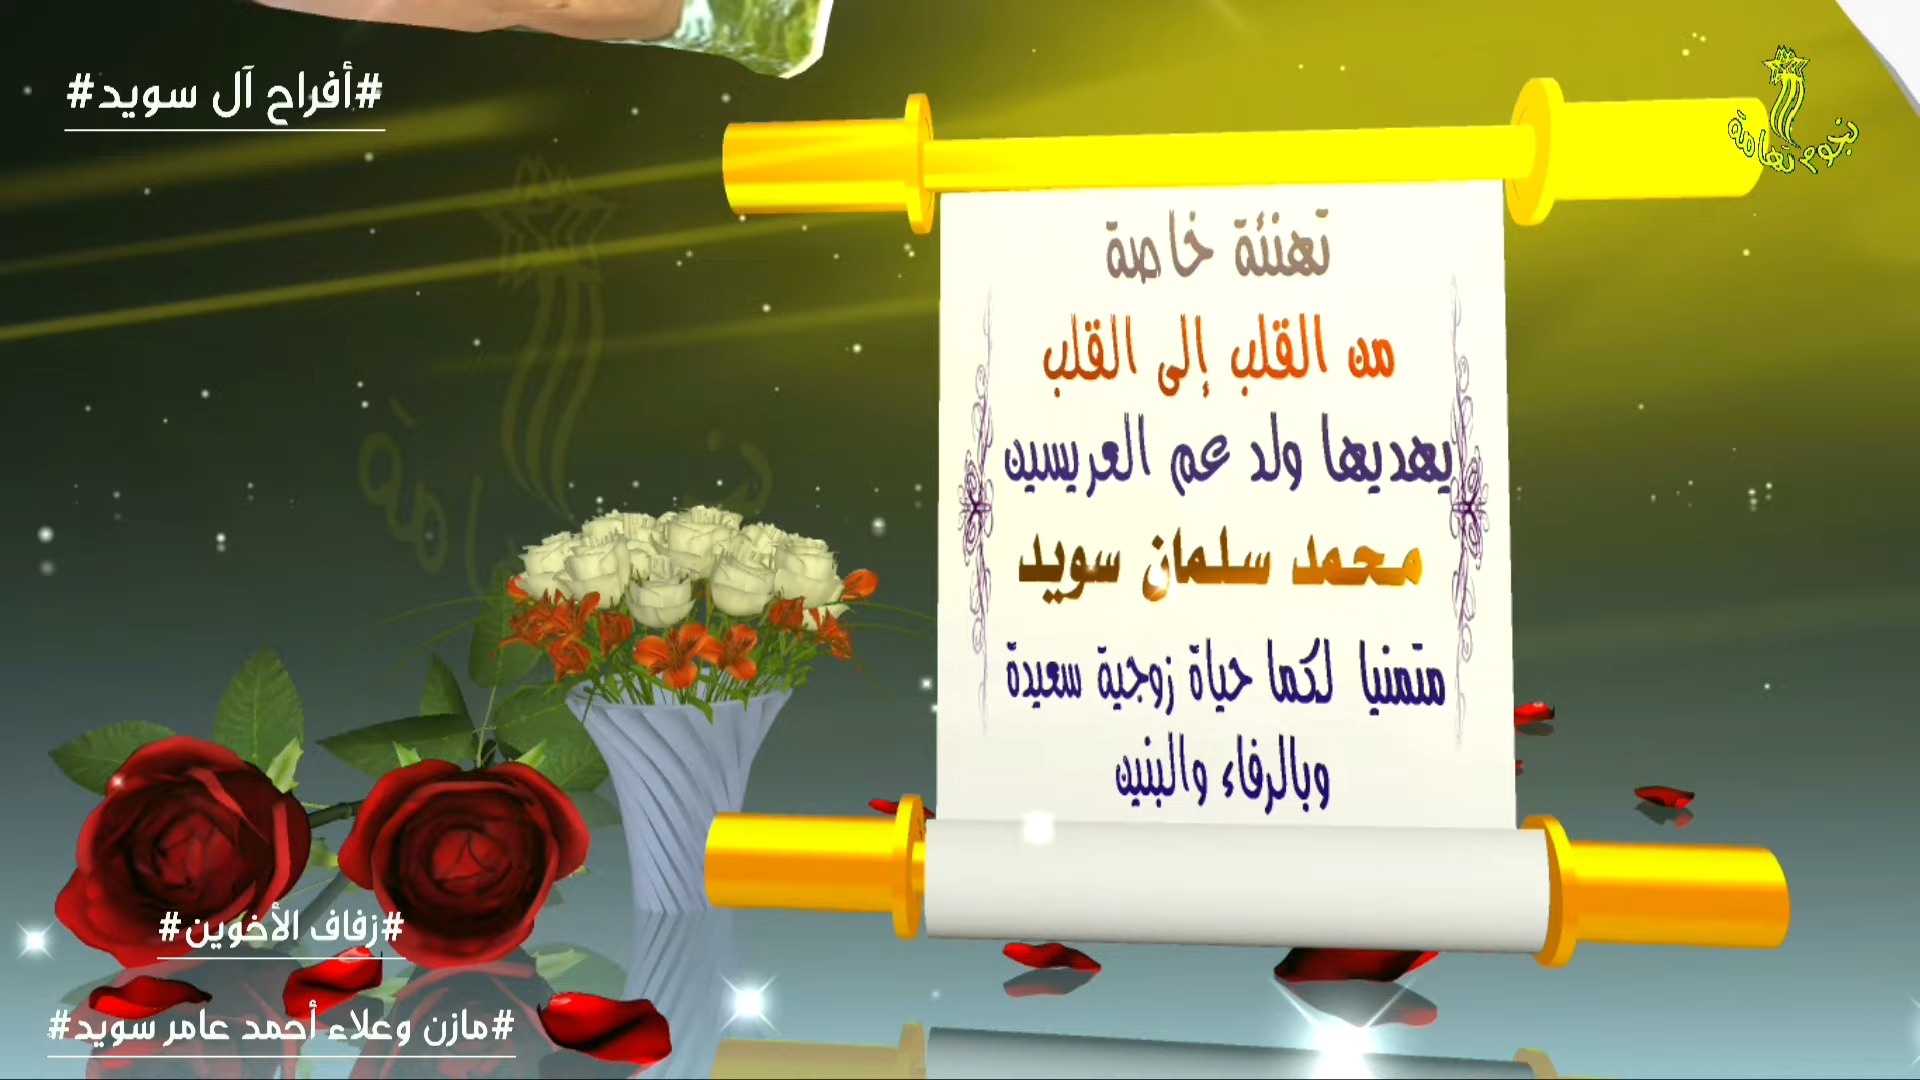 #أفراح آل سويد#
نجوم تهامة
تهنئة خاصة
من القلب إلى القلب
يهديها ولد عم العريسين
محمد سلمان سويد
متمنيا لكما حياة زوجية سعيدة
وبالرفاء والبنين
#زفاف الأخوين#
#مازن وعلاء أحمد عامر سويد#